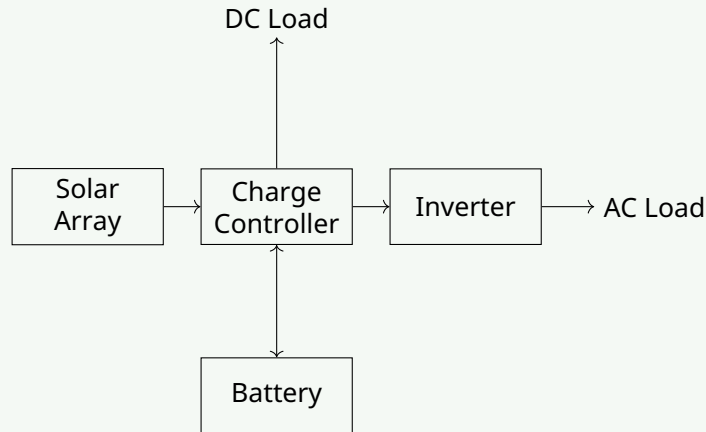 DC Load
Solar
Array
Charge
Controller
Inverter
AC Load
Battery